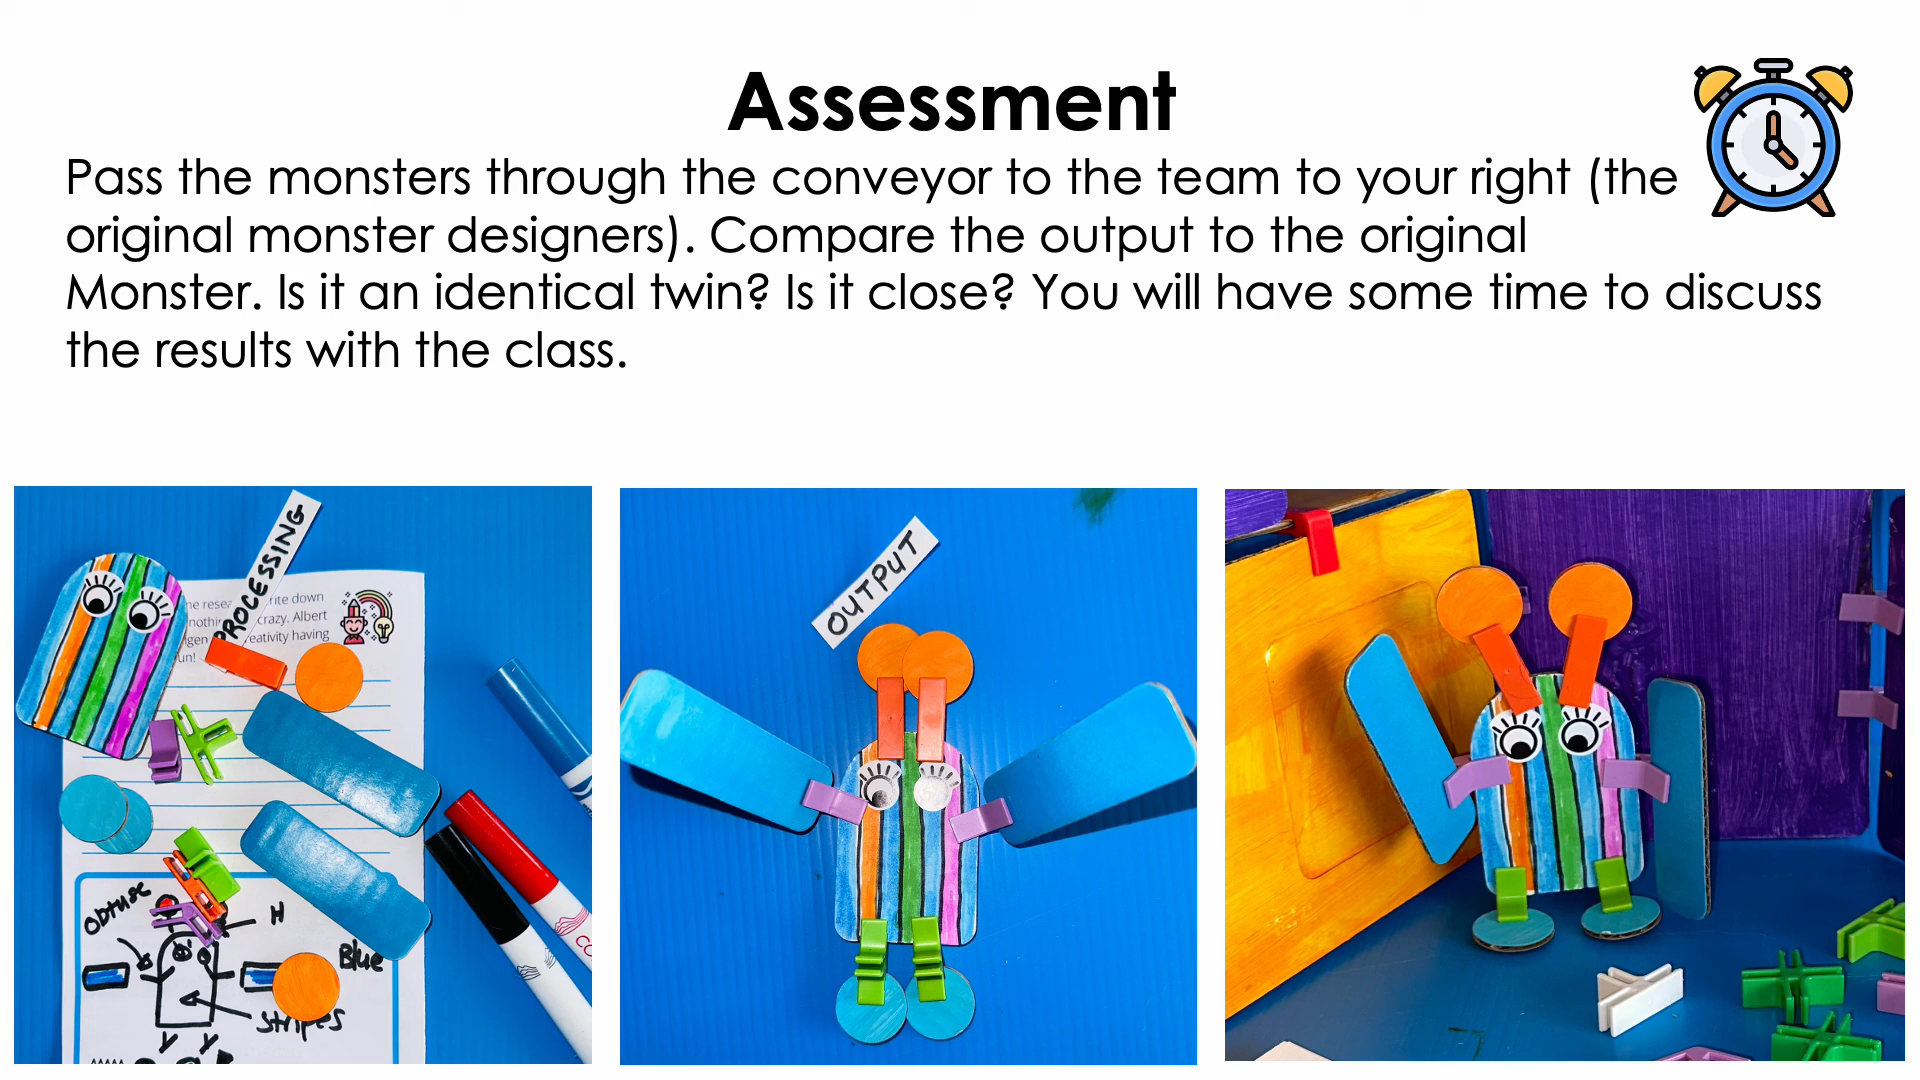 Assessment
Pass the monsters through the conveyor to the team to your right (the
original monster designers). Compare the output to the original
Monster. Is it an identical twin? Is it close? You will have some time to discuss
the results with the class.
PROCESSING
write down
crazy. Albert
having
OUTPUT
Obtuse
H
Blue
Stripes